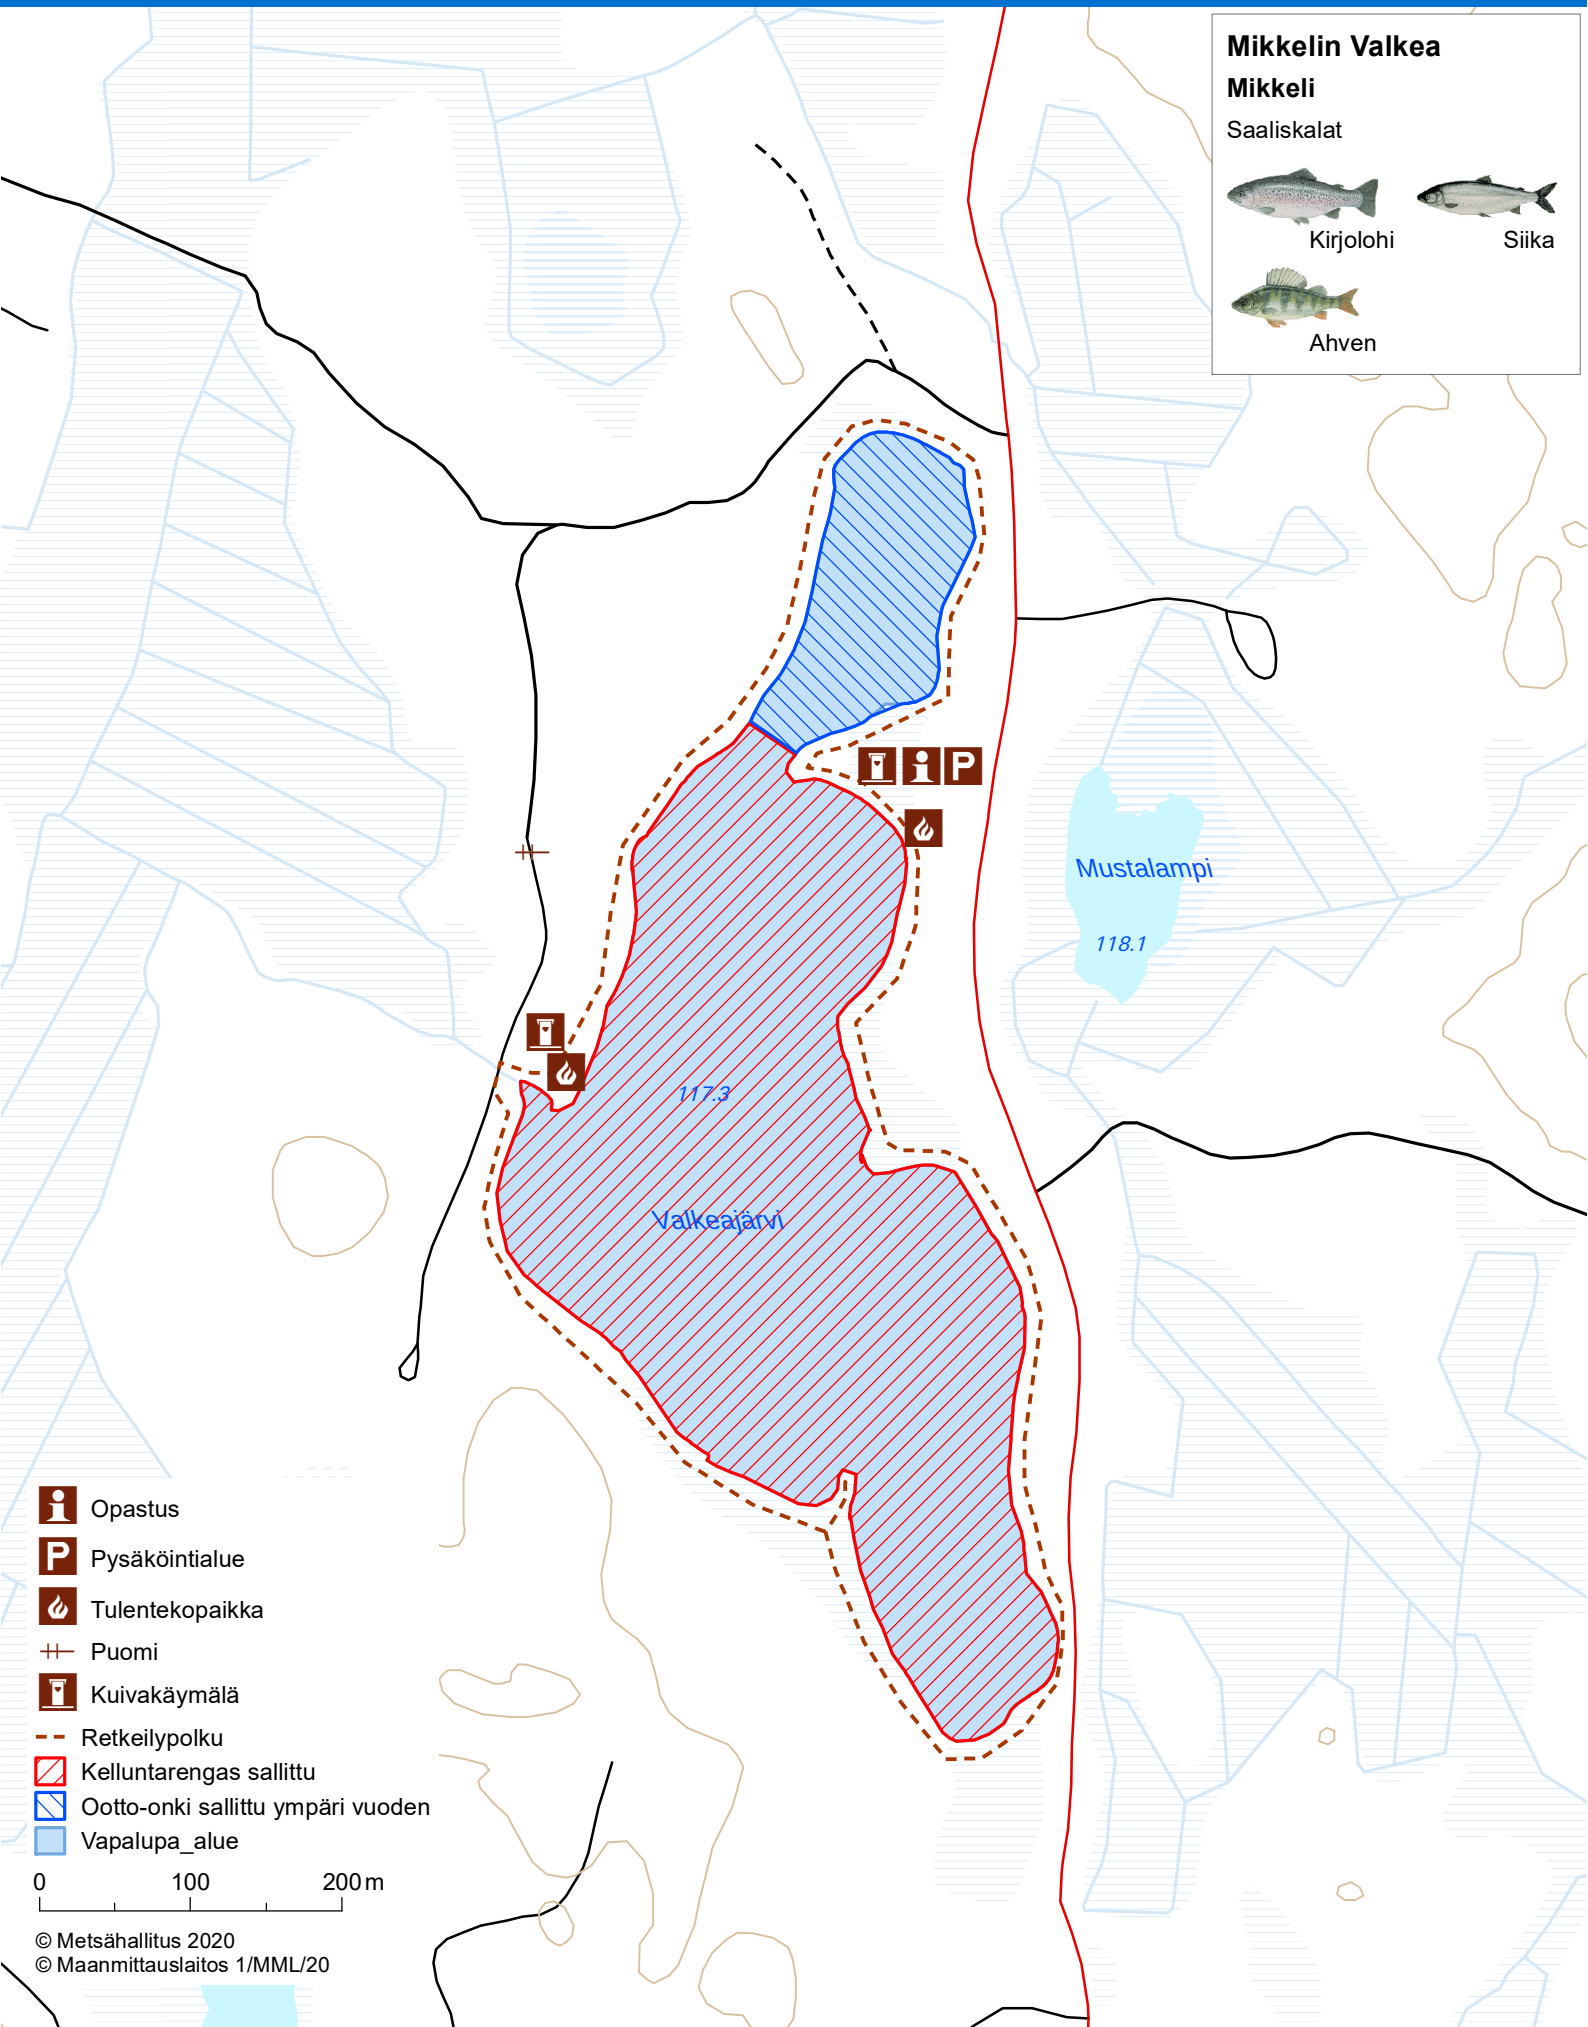 Mikkelin Valkea
Mikkeli
Saaliskalat
Kirjolohi
Siika
Ahven
P
Mustalampi
118.1
117.3
Valkeajärvi
Opastus
P Pysäköintialue
Tulentekopaikka
Puomi
Kuivakäymälä
Retkeilypolku
Kelluntarengas sallittu
Ootto-onki sallittu ympäri vuoden
Vapalupa_alue
0 100 200 m
© Metsähallitus 2020
© Maanmittauslaitos 1/MML/20